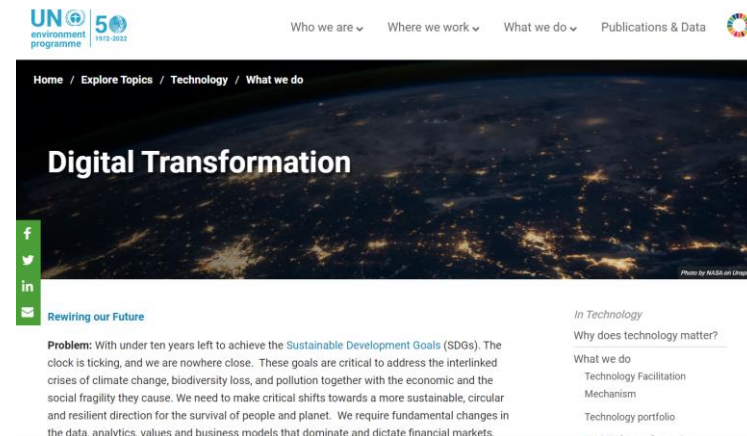 UN
environment
programme
50
1972-2022
Who we are
Where we work
What we do
Publications & Data
Home / Explore Topics / Technology / What we do
Digital Transformation
Photo by NASA on Unsp
Rewiring our Future
Problem: With under ten years left to achieve the Sustainable Development Goals (SDGs). The
clock is ticking, and we are nowhere close. These goals are critical to address the interlinked
crises of climate change, biodiversity loss, and pollution together with the economic and the
social fragility they cause. We need to make critical shifts towards a more sustainable, circular
and resilient direction for the survival of people and planet. We require fundamental changes in
the data, analytics, values and business models that dominate and dictate financial markets,
In Technology
Why does technology matter?
What we do
Technology Facilitation
Mechanism
Technology portfolio